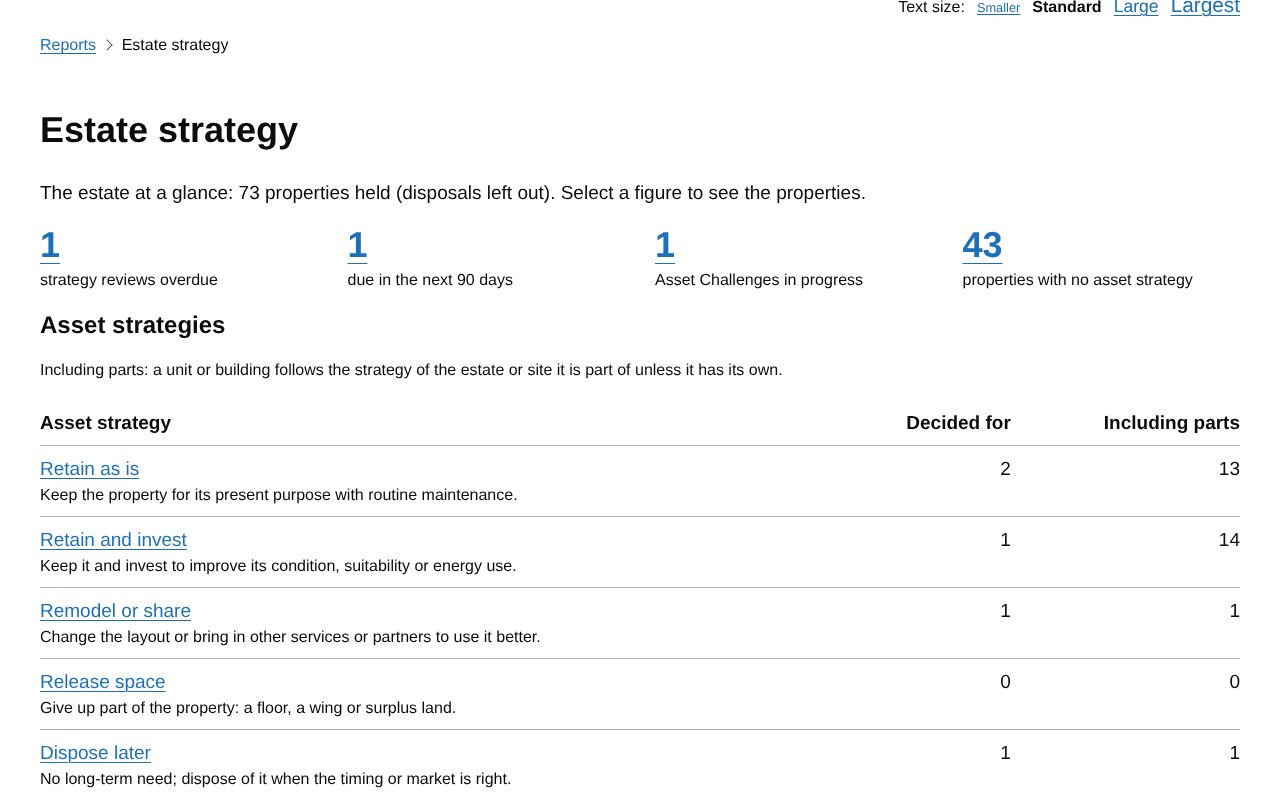 Text size: Smaller Standard Large Largest
Reports > Estate strategy
Estate strategy
The estate at a glance: 73 properties held (disposals left out). Select a figure to see the properties.
1 1 1 43
strategy reviews overdue due in the next 90 days Asset Challenges in progress properties with no asset strategy
Asset strategies
Including parts: a unit or building follows the strategy of the estate or site it is part of unless it has its own.
Asset strategy Decided for Including parts
Retain as is 2 13
Keep the property for its present purpose with routine maintenance.
Retain and invest 1 14
Keep it and invest to improve its condition, suitability or energy use.
Remodel or share 1 1
Change the layout or bring in other services or partners to use it better.
Release space 0 0
Give up part of the property: a floor, a wing or surplus land.
Dispose later 1 1
No long-term need; dispose of it when the timing or market is right.